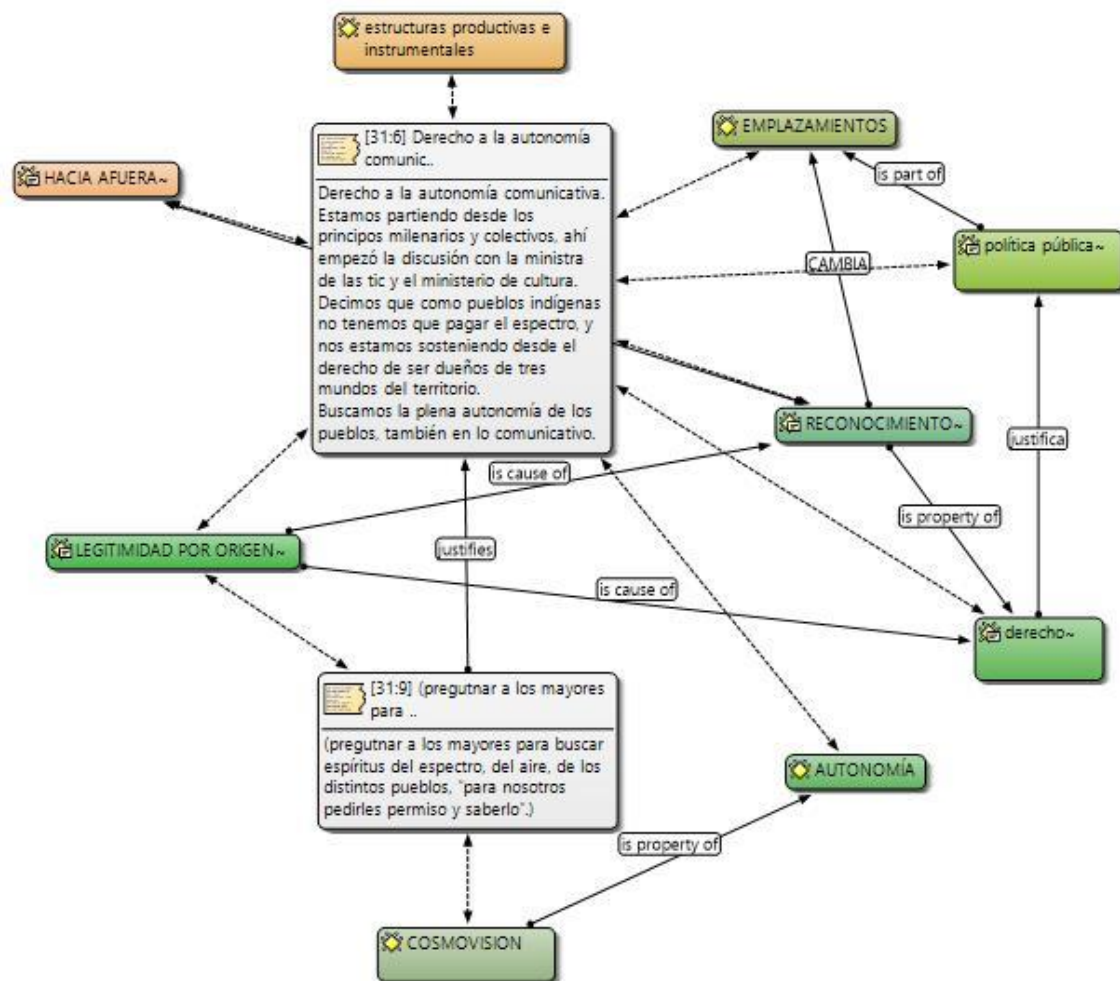 estructuras productivas e
instrumentales
[31:6] Derecho a la autonomía
comunic..
Derecho a la autonomía comunicativa.
Estamos partiendo desde los
principos milenarios y colectivos, ahí
empezó la discusión con la ministra
de las tic y el ministerio de cultura.
Decimos que como pueblos indígenas
no tenemos que pagar el espectro, y
nos estamos sosteniendo desde el
derecho de ser dueños de tres
mundos del territorio.
Buscamos la plena autonomía de los
pueblos, también en lo comunicativo.
HACIA AFUERA~
EMPLAZAMIENTOS
is part of
política pública~
CAMBIA
RECONOCIMIENTO~
justifica
is cause of
is property of
LEGITIMIDAD POR ORIGEN~
justifies
is cause of
derecho~
[31:9] (pregutnar a los mayores
para ..
(pregutnar a los mayores para buscar
espíritus del espectro, del aire, de los
distintos pueblos, "para nosotros
pedirles permiso y saberlo".)
AUTONOMÍA
is property of
COSMOVISION